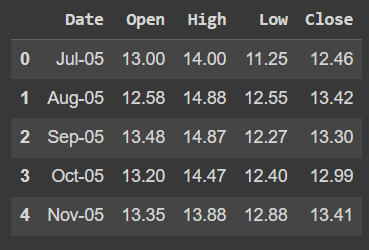 Date Open High Low Close
0 Jul-05 13.00 14.00 11.25 12.46
1 Aug-05 12.58 14.88 12.55 13.42
2 Sep-05 13.48 14.87 12.27 13.30
3 Oct-05 13.20 14.47 12.40 12.99
4 Nov-05 13.35 13.88 12.88 13.41